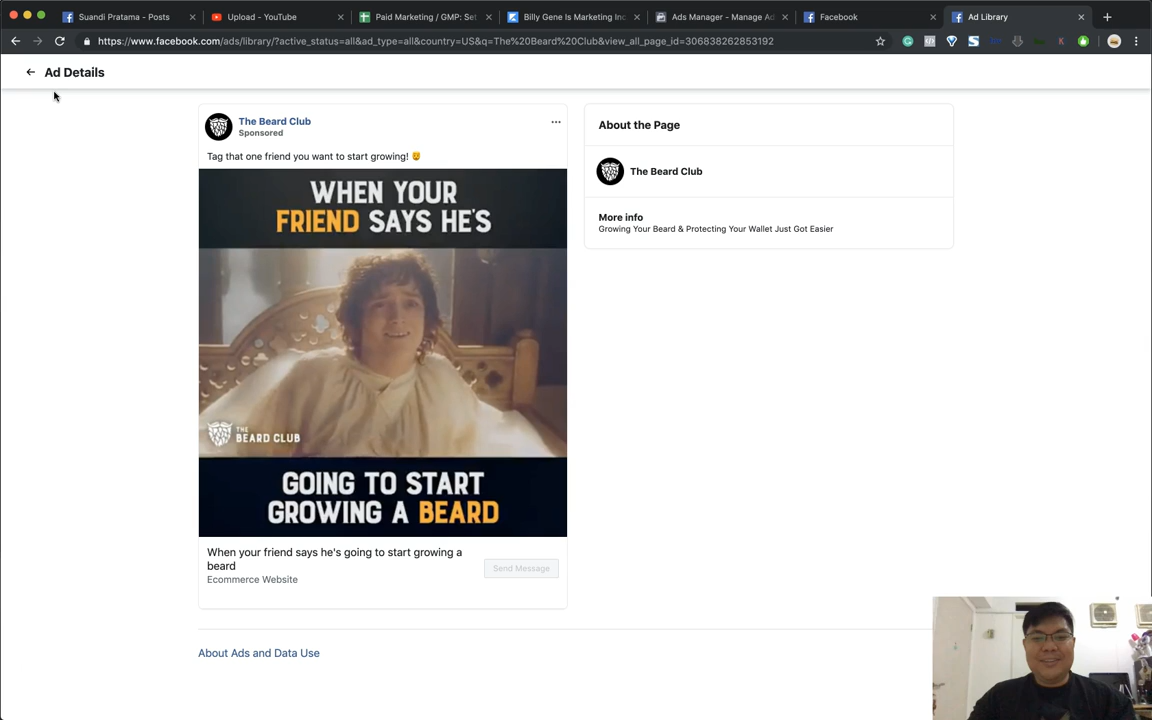 Suandi Pratama - Posts
Upload - YouTube
Paid Marketing / GMP: Set
Billy Gene Is Marketing Inc
Ads Manager - Manage Ad
Facebook
Ad Library
https://www.facebook.com/ads/library/?active_status=all&ad_type=all&country=US&q=The%20Beard%20Club&view_all_page_id=306838262853192
Ad Details
The Beard Club
Sponsored
Tag that one friend you want to start growing!
WHEN YOUR
FRIEND SAYS HE'S
THE
BEARD CLUB
GOING TO START
GROWING A BEARD
When your friend says he's going to start growing a
beard
Ecommerce Website
Send Message
About the Page
The Beard Club
More info
Growing Your Beard & Protecting Your Wallet Just Got Easier
About Ads and Data Use